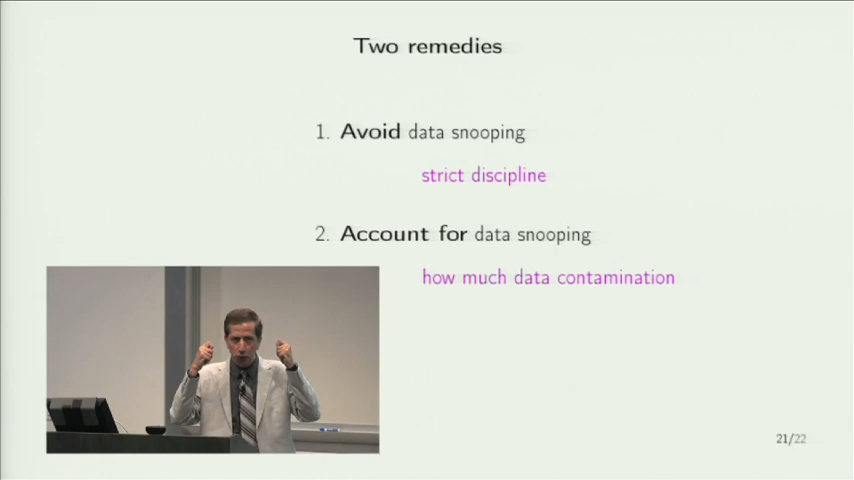 Two remedies
1. Avoid data snooping
strict discipline
2. Account for data snooping
how much data contamination
21/22